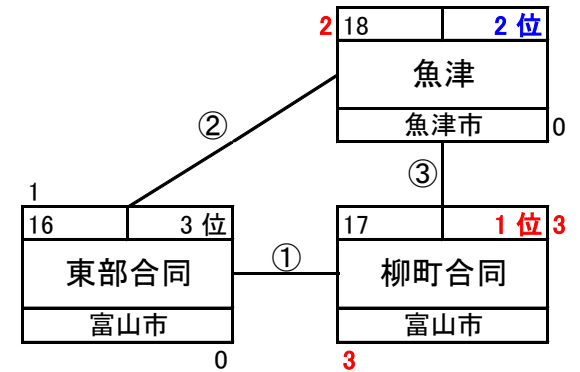 2 18 2 位
魚津
魚津市 0
②
③
1
16 3 位
東部合同
富山市
0
①
17 1 位 3
柳町合同
富山市
3